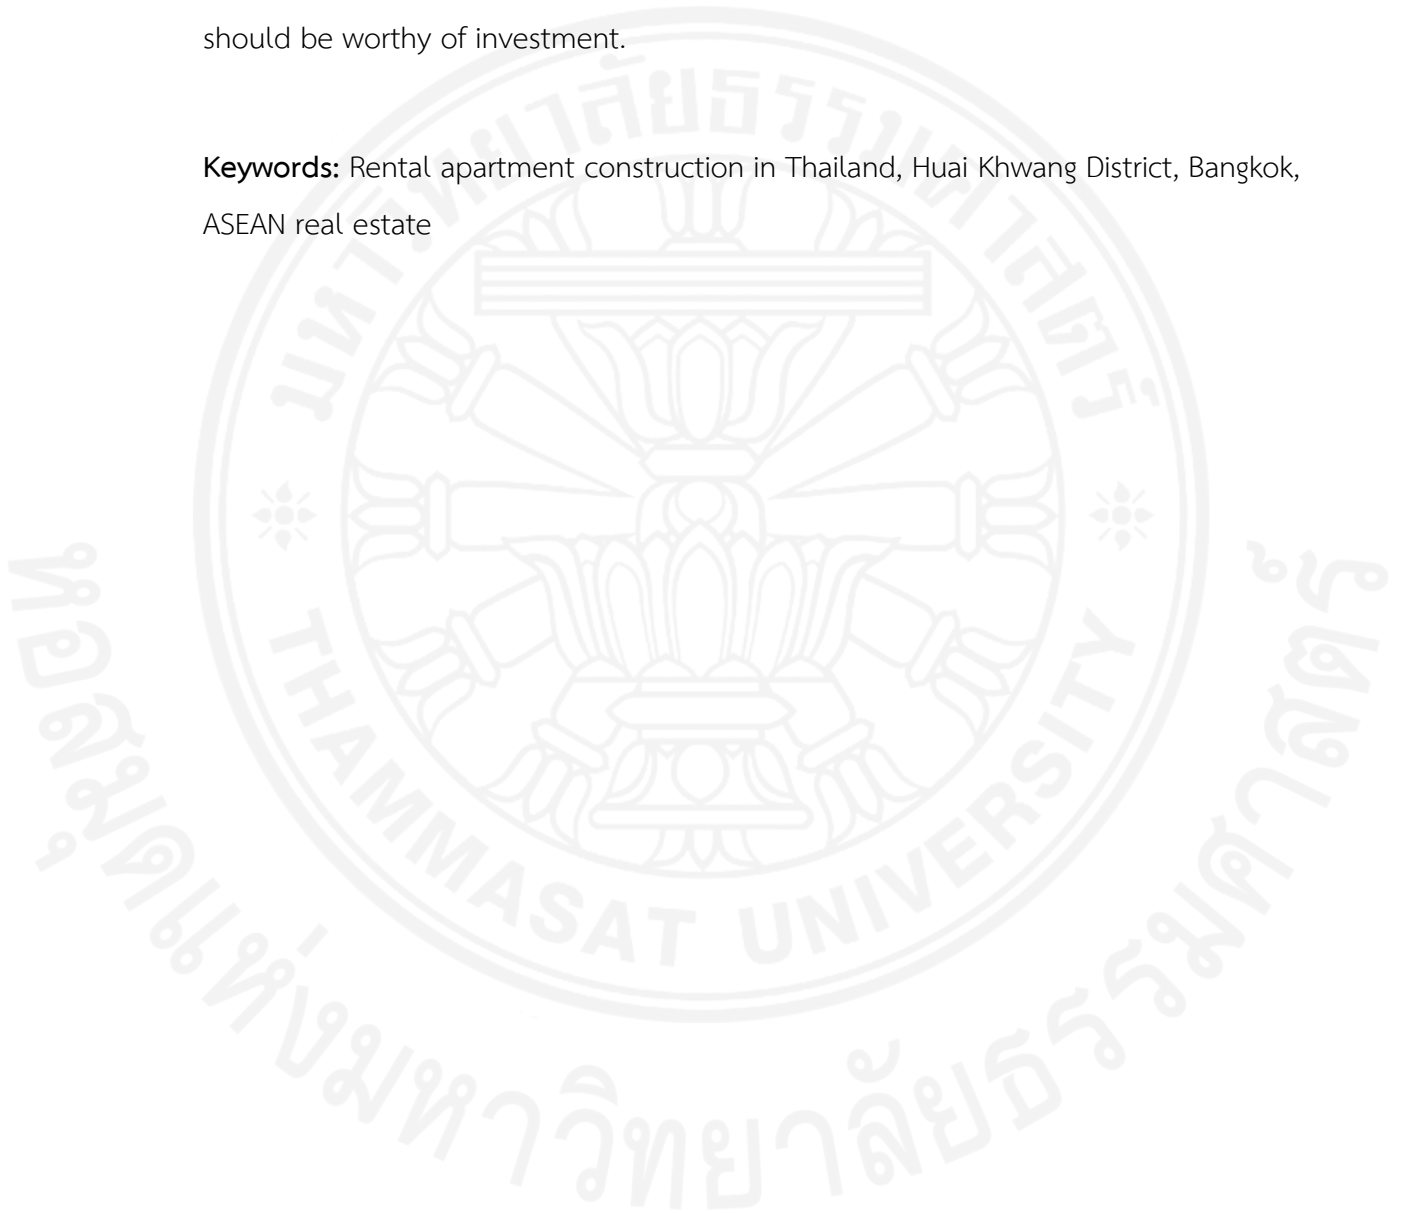 should be worthy of investment.
Keywords: Rental apartment construction in Thailand, Huai Khwang District, Bangkok,
ASEAN real estate
มหาวิทยาลัยธรรมศาสตร์
THAMMASAT UNIVERSITY
หอสมุดแห่งมหาวิทยาลัยธรรมศาสตร์